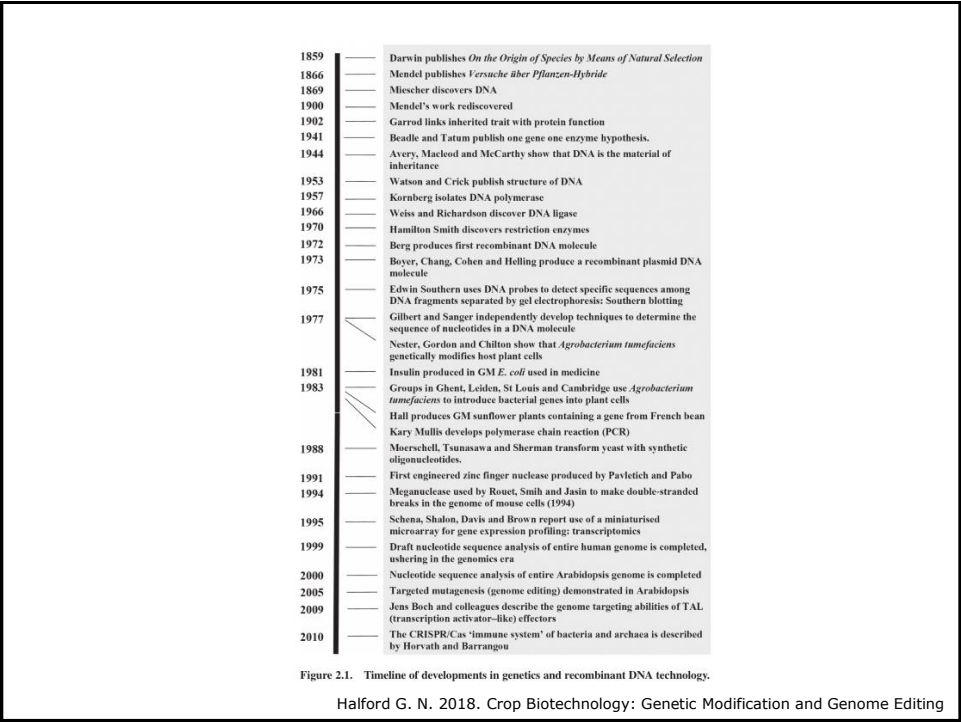 1859 Darwin publishes On the Origin of Species by Means of Natural Selection
1866 Mendel publishes Versuche über Pflanzen-Hybride
1869 Miescher discovers DNA
1900 Mendel's work rediscovered
1902 Garrod links inherited trait with protein function
1941 Beadle and Tatum publish one gene one enzyme hypothesis.
1944 Avery, Macleod and McCarthy show that DNA is the material of
inheritance
1953 Watson and Crick publish structure of DNA
1957 Kornberg isolates DNA polymerase
1966 Weiss and Richardson discover DNA ligase
1970 Hamilton Smith discovers restriction enzymes
1972 Berg produces first recombinant DNA molecule
1973 Boyer, Chang, Cohen and Helling produce a recombinant plasmid DNA
molecule
1975 Edwin Southern uses DNA probes to detect specific sequences among
DNA fragments separated by gel electrophoresis: Southern blotting
1977 Gilbert and Sanger independently develop techniques to determine the
sequence of nucleotides in a DNA molecule
Nester, Gordon and Chilton show that Agrobacterium tumefaciens
genetically modifies host plant cells
1981 Insulin produced in GM E. coli used in medicine
1983 Groups in Ghent, Leiden, St Louis and Cambridge use Agrobacterium
tumefaciens to introduce bacterial genes into plant cells
Hall produces GM sunflower plants containing a gene from French bean
Kary Mullis develops polymerase chain reaction (PCR)
1988 Moerschell, Tsunasawa and Sherman transform yeast with synthetic
oligonucleotides.
1991 First engineered zinc finger nuclease produced by Pavletich and Pabo
1994 Meganuclease used by Rouet, Smih and Jasin to make double-stranded
breaks in the genome of mouse cells (1994)
1995 Schena, Shalon, Davis and Brown report use of a miniaturised
microarray for gene expression profiling: transcriptomics
1999 Draft nucleotide sequence analysis of entire human genome is completed,
ushering in the genomics era
2000 Nucleotide sequence analysis of entire Arabidopsis genome is completed
2005 Targeted mutagenesis (genome editing) demonstrated in Arabidopsis
2009 Jens Boch and colleagues describe the genome targeting abilities of TAL
(transcription activator–like) effectors
2010 The CRISPR/Cas 'immune system' of bacteria and archaea is described
by Horvath and Barrangou
Figure 2.1. Timeline of developments in genetics and recombinant DNA technology.
Halford G. N. 2018. Crop Biotechnology: Genetic Modification and Genome Editing